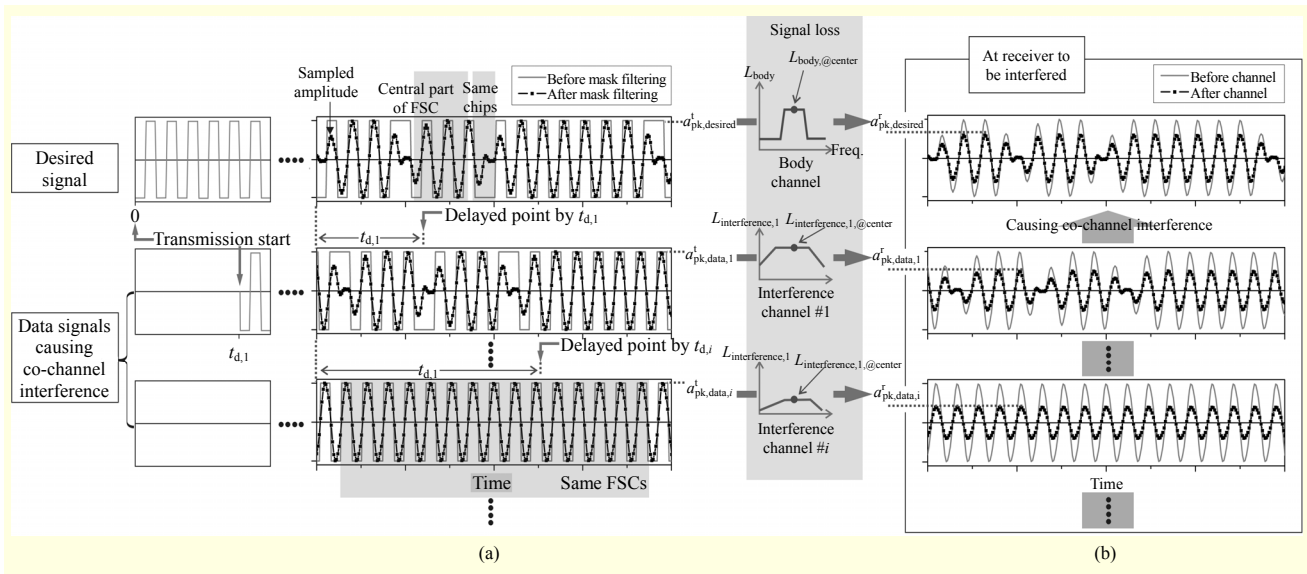 Signal loss
At receiver to
be interfered
Sampled
amplitude
Central part
of FSC
Same
chips
Before mask filtering
After mask filtering
L_body
L_body,@center
Freq.
Body
channel
Before channel
After channel
Desired
signal
a^t_pk,desired
a^r_pk,desired
0
Transmission start
t_d,1
Delayed point by t_d,1
L_interference,1
L_interference,1,@center
Causing co-channel interference
a^t_pk,data,1
a^r_pk,data,1
Interference
channel #1
Data signals
causing
co-channel
interference
t_d,1
t_d,1
Delayed point by t_d,i
L_interference,1
L_interference,1,@center
a^t_pk,data,i
a^r_pk,data,i
Interference
channel #i
Time
Same FSCs
Time
(a)
(b)